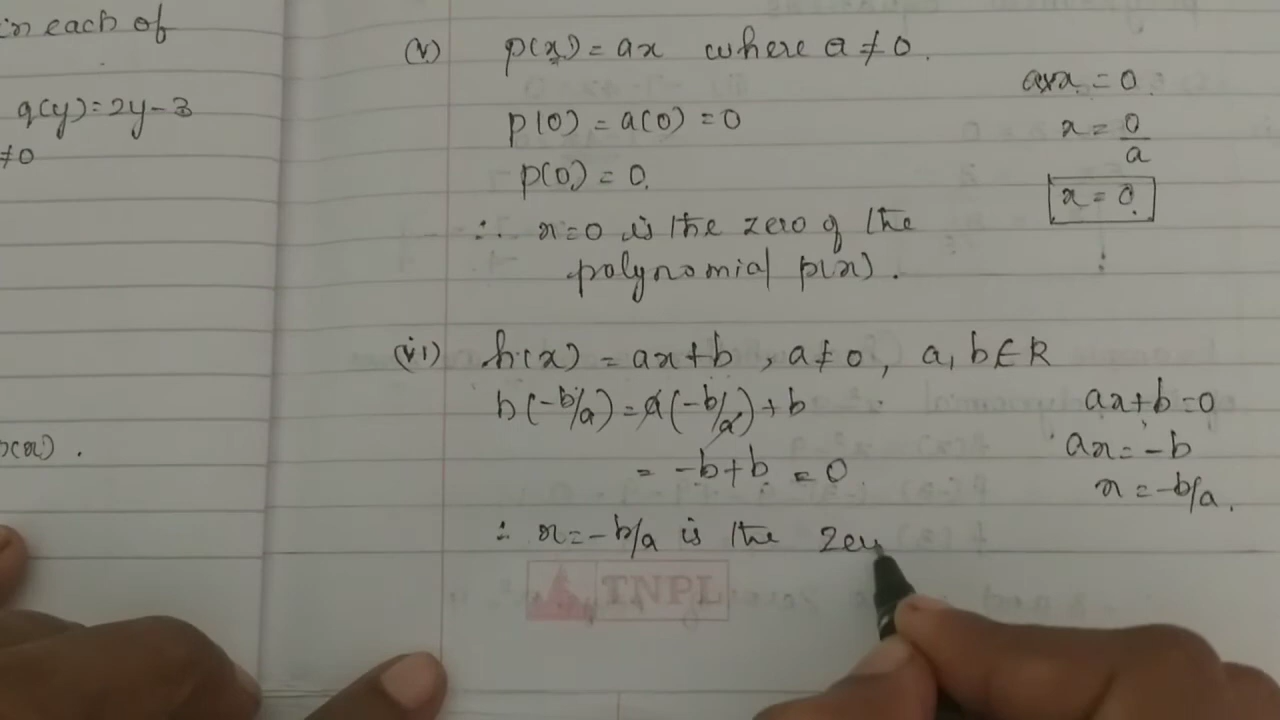 in each of
q(y) = 2y - 3
≠0
p(x).
(v) p(x) = ax where a ≠ 0.
p(0) = a(0) = 0
p(0) = 0.
∴ x=0 is the zero of the
polynomial p(x).
a×x = 0.
x = 0/a
x = 0.
(vi) h(x) = ax+b, a≠0, a, b∈R
h(-b/a) = a(-b/a)+b
= -b+b = 0.
∴ x=-b/a is the zer
ax+b=0
ax=-b
x=-b/a.
TNPL